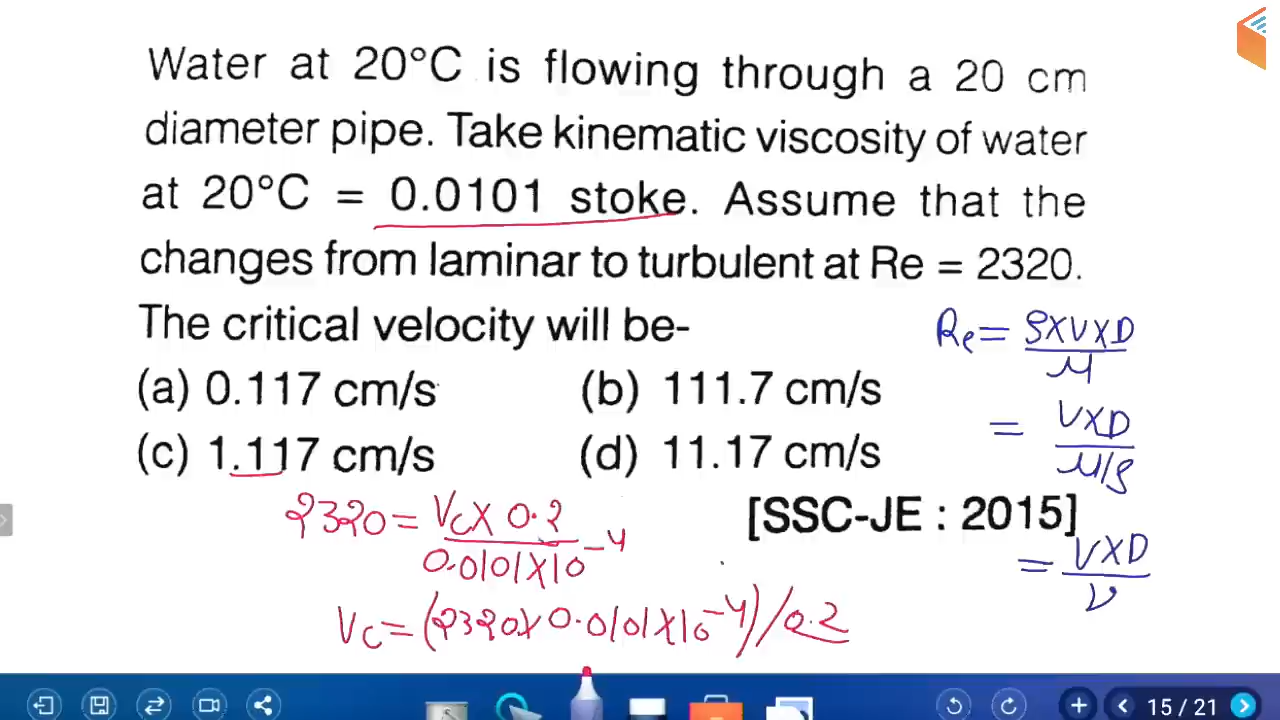 Water at 20°C is flowing through a 20 cm
diameter pipe. Take kinematic viscosity of water
at 20°C = 0.0101 stoke. Assume that the
changes from laminar to turbulent at Re = 2320.
The critical velocity will be-
(a) 0.117 cm/s (b) 111.7 cm/s
(c) 1.117 cm/s (d) 11.17 cm/s
[SSC-JE : 2015]
Re = ρ×V×D / μ
= V×D / μ/ρ
= V×D / ν
2320 = Vc × 0.2 / 0.0101×10⁻⁴
Vc = (2320×0.0101×10⁻⁴)/0.2
15 / 21